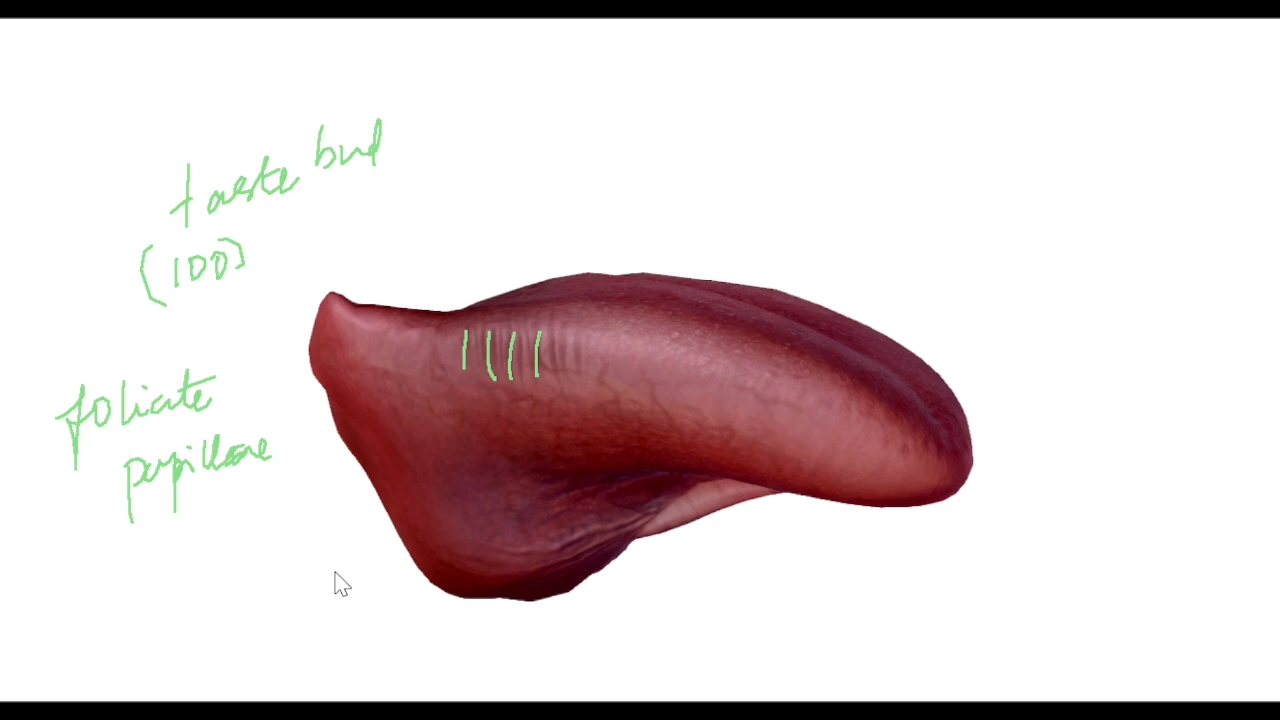 taste bud
(100)
foliate
papillae